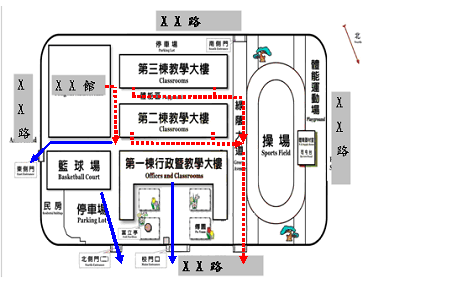 X X 路
停車場
Parking Lot
南側門
北
第三棟教學大樓
Classrooms
X X 館
X X 路
第二棟教學大樓
Classrooms
體能運動場
Playground
X X 路
操場
Sports Field
東側門
籃球場
Basketball Court
第一棟行政暨教學大樓
Offices and Classrooms
民房
停車場
Parking Lot
北側門(二)
校門口
X X 路